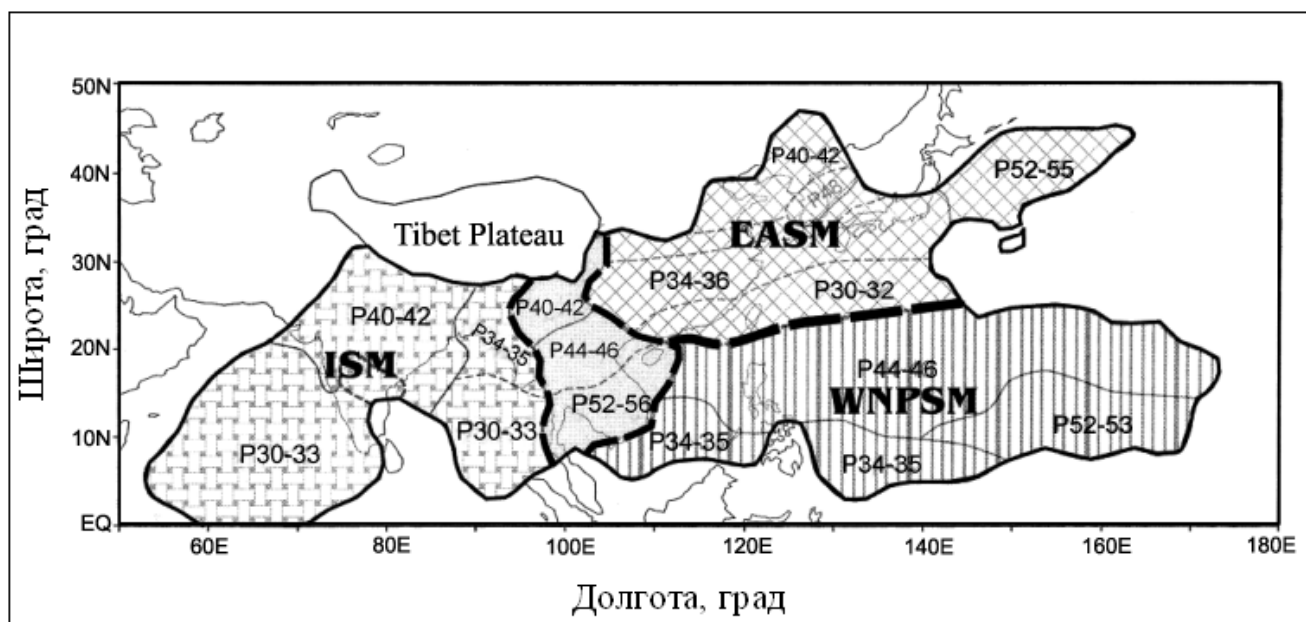 Широта, град
50N
40N
30N
20N
10N
EQ
P40-42
P48
P52-55
Tibet Plateau
EASM
P34-36
P30-32
P40-42
P40-42
P34-35
P44-46
ISM
P44-46
WNPSM
P52-56
P30-33
P30-33
P34-35
P34-35
P52-53
60E
80E
100E
120E
140E
160E
180E
Долгота, град